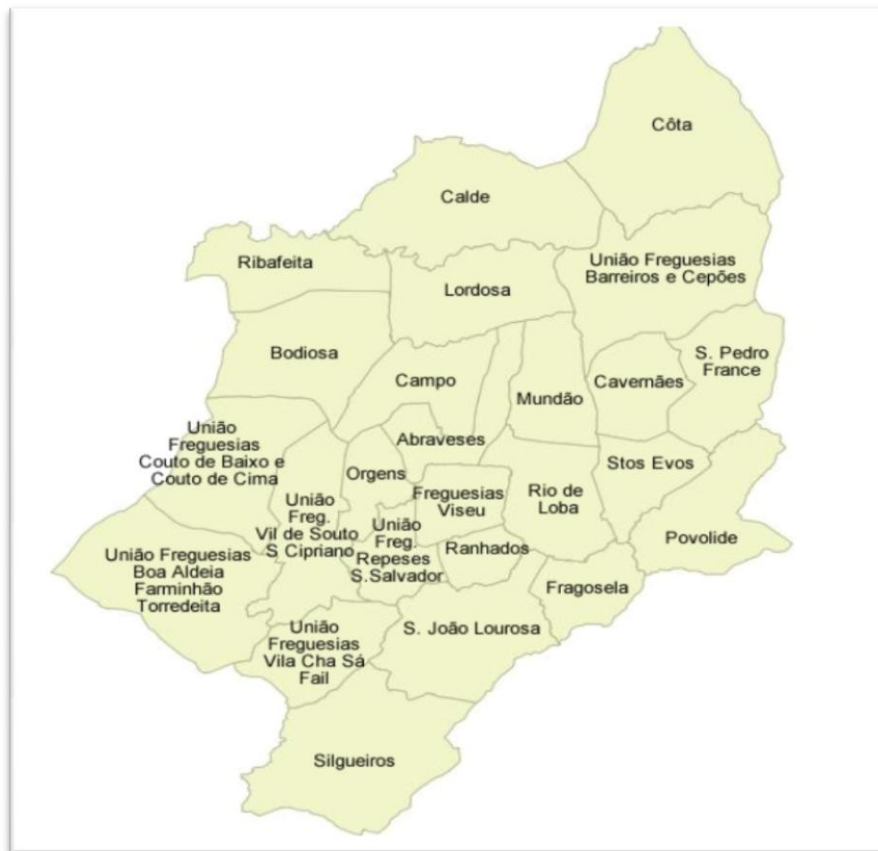 Côta
Calde
Ribafeita
União Freguesias
Barreiros e Cepões
Lordosa
Bodiosa
S. Pedro
France
Campo
Cavernães
Mundão
União
Freguesias
Couto de Baixo e
Couto de Cima
Abraveses
Orgens
Stos Evos
União
Freg.
Vil de Souto
S Cipriano
Freguesias
Viseu
Rio de
Loba
União
Freg.
Repeses
S.Salvador
Ranhados
Povolide
União Freguesias
Boa Aldeia
Farminhão
Torredeita
Fragosela
União
Freguesias
Vila Cha Sá
Fail
S. João Lourosa
Silgueiros